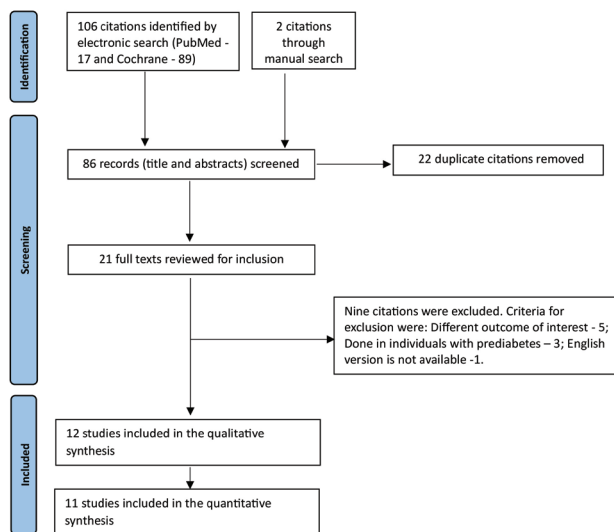 Identification
106 citations identified by
electronic search (PubMed -
17 and Cochrane - 89)
2 citations
through
manual search
Screening
86 records (title and abstracts) screened
22 duplicate citations removed
21 full texts reviewed for inclusion
Nine citations were excluded. Criteria for
exclusion were: Different outcome of interest - 5;
Done in individuals with prediabetes – 3; English
version is not available -1.
Included
12 studies included in the qualitative
synthesis
11 studies included in the quantitative
synthesis